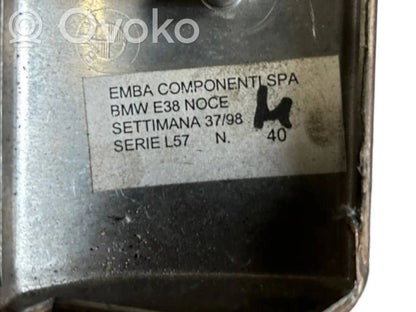 Ovoko
EMBA COMPONENTI SPA
BMW E38 NOCE
SETTIMANA 37/98
SERIE L57 N. 40